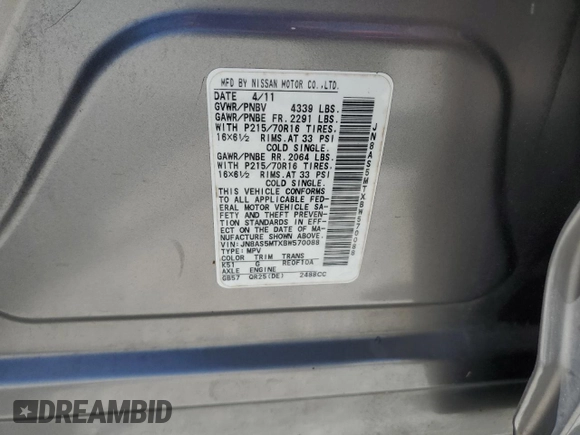 MFD BY NISSAN MOTOR CO.,LTD.
DATE 4/11
GVWR/PNBV 4339 LBS.
GAWR/PNBE FR. 2291 LBS.
WITH P215/70R16 TIRES.
16X6½ RIMS.AT 33 PSI
COLD SINGLE.
GAWR/PNBE RR. 2064 LBS.
WITH P215/70R16 TIRES.
16X6½ RIMS.AT 33 PSI
COLD SINGLE.
THIS VEHICLE CONFORMS
TO ALL APPLICABLE FED-
ERAL MOTOR VEHICLE SA-
FETY AND THEFT PREVEN-
TION STANDARDS IN EFF-
ECT ON THE DATE OF MA-
NUFACTURE SHOWN ABOVE
VIN:JN8AS5MTXBW570088
TYPE:MPV
COLOR TRIM TRANS
K51 G RE0F10A
AXLE ENGINE
GB57 QR25(DE) 2488CC
JN8AS5MTXBW570088
DREAMBID